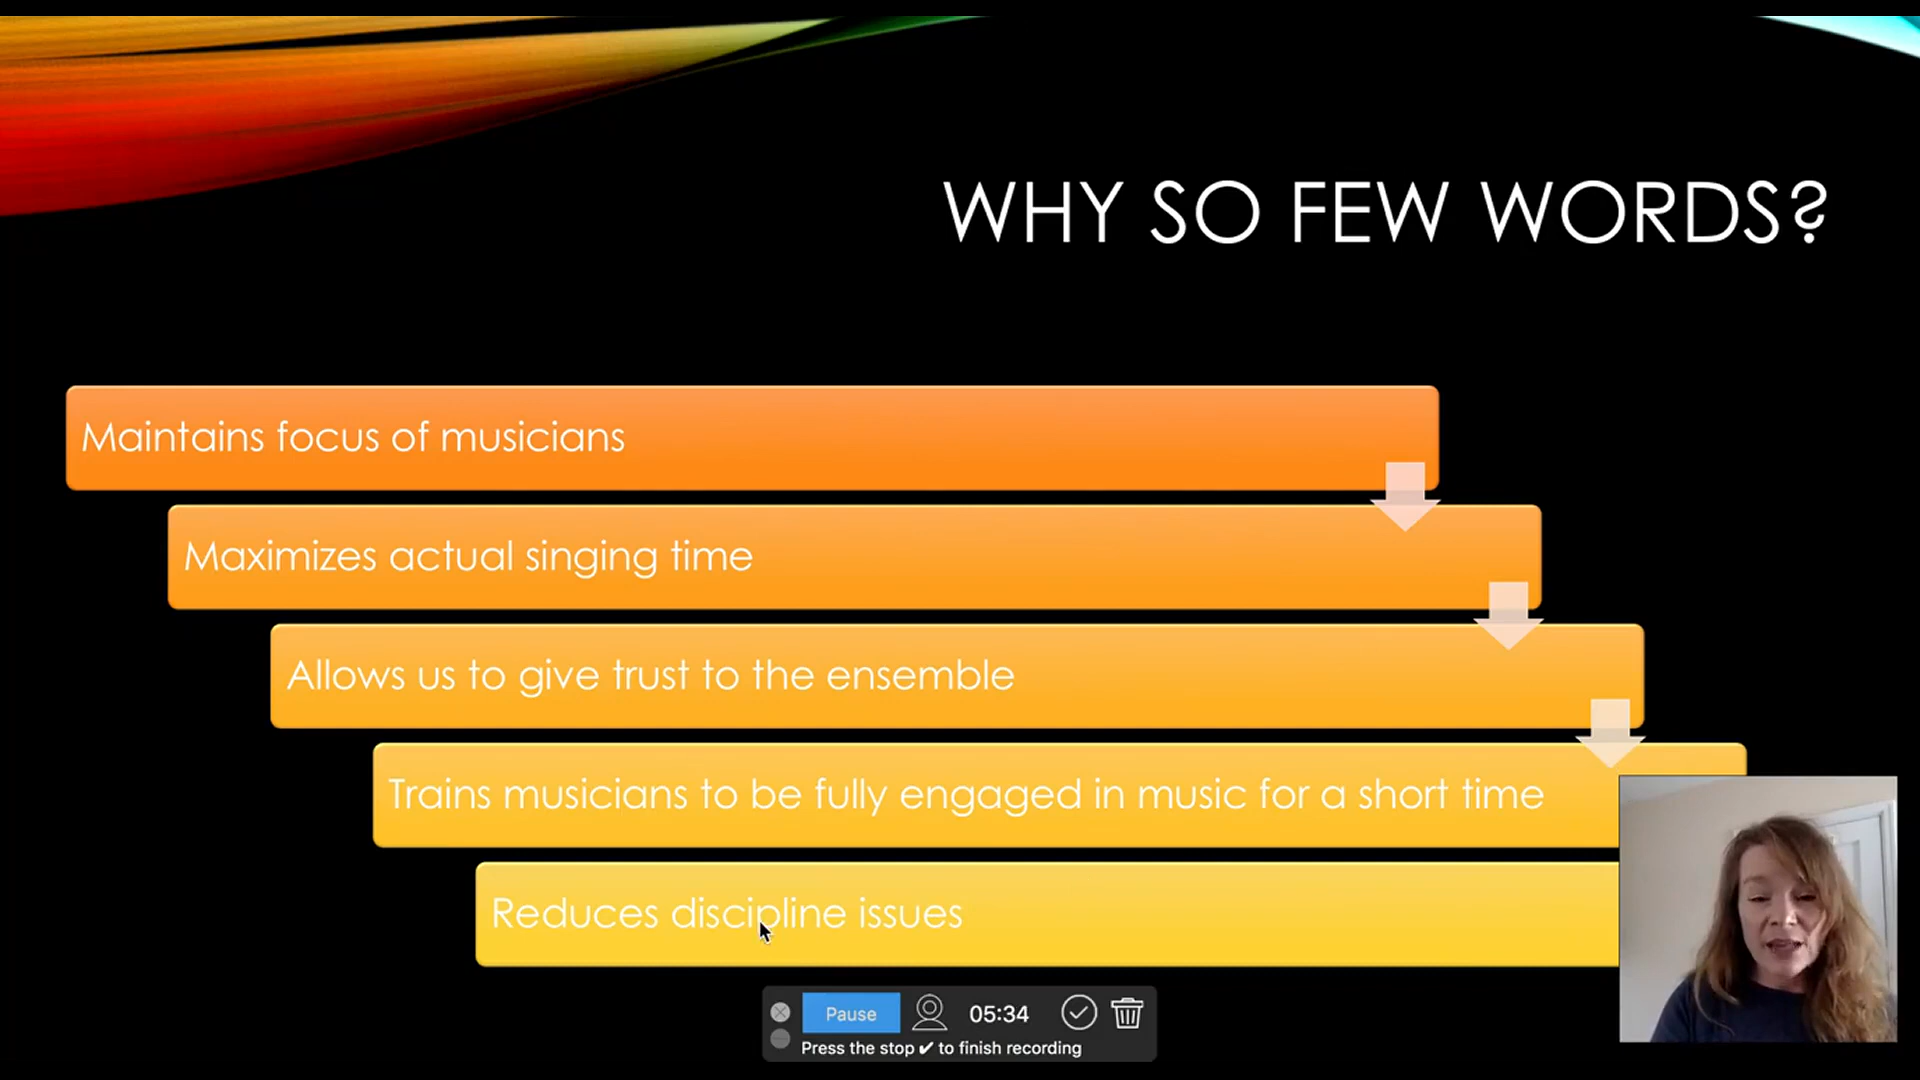 WHY SO FEW WORDS?
Maintains focus of musicians
Maximizes actual singing time
Allows us to give trust to the ensemble
Trains musicians to be fully engaged in music for a short time
Reduces discipline issues
Pause
05:34
Press the stop ✔ to finish recording